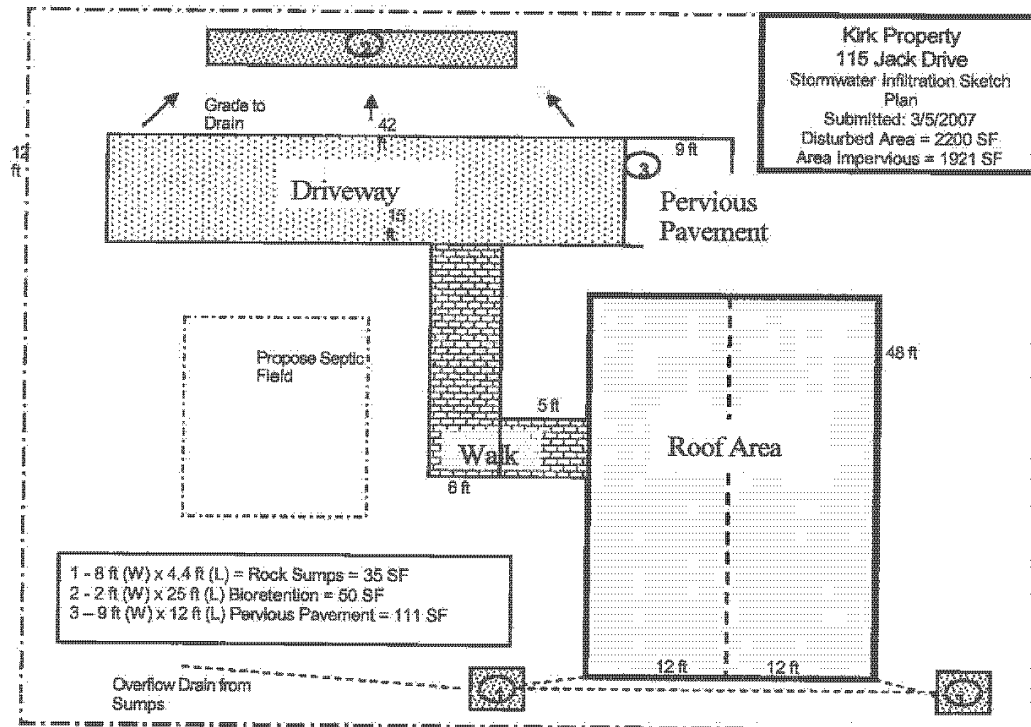 Kirk Property
115 Jack Drive
Stormwater Infiltration Sketch
Plan
Submitted: 3/5/2007
Disturbed Area = 2200 SF
Area Impervious = 1921 SF
2
Grade to
Drain
42
ft
12
ft
9 ft
3
Driveway
15
ft
Pervious
Pavement
48 ft
Propose Septic
Field
5 ft
Walk
6 ft
Roof Area
1 - 8 ft (W) x 4.4 ft (L) = Rock Sumps = 35 SF
2 - 2 ft (W) x 25 ft (L) Bioretention = 50 SF
3 – 9 ft (W) x 12 ft (L) Pervious Pavement = 111 SF
12 ft
12 ft
Overflow Drain from
Sumps
1
1